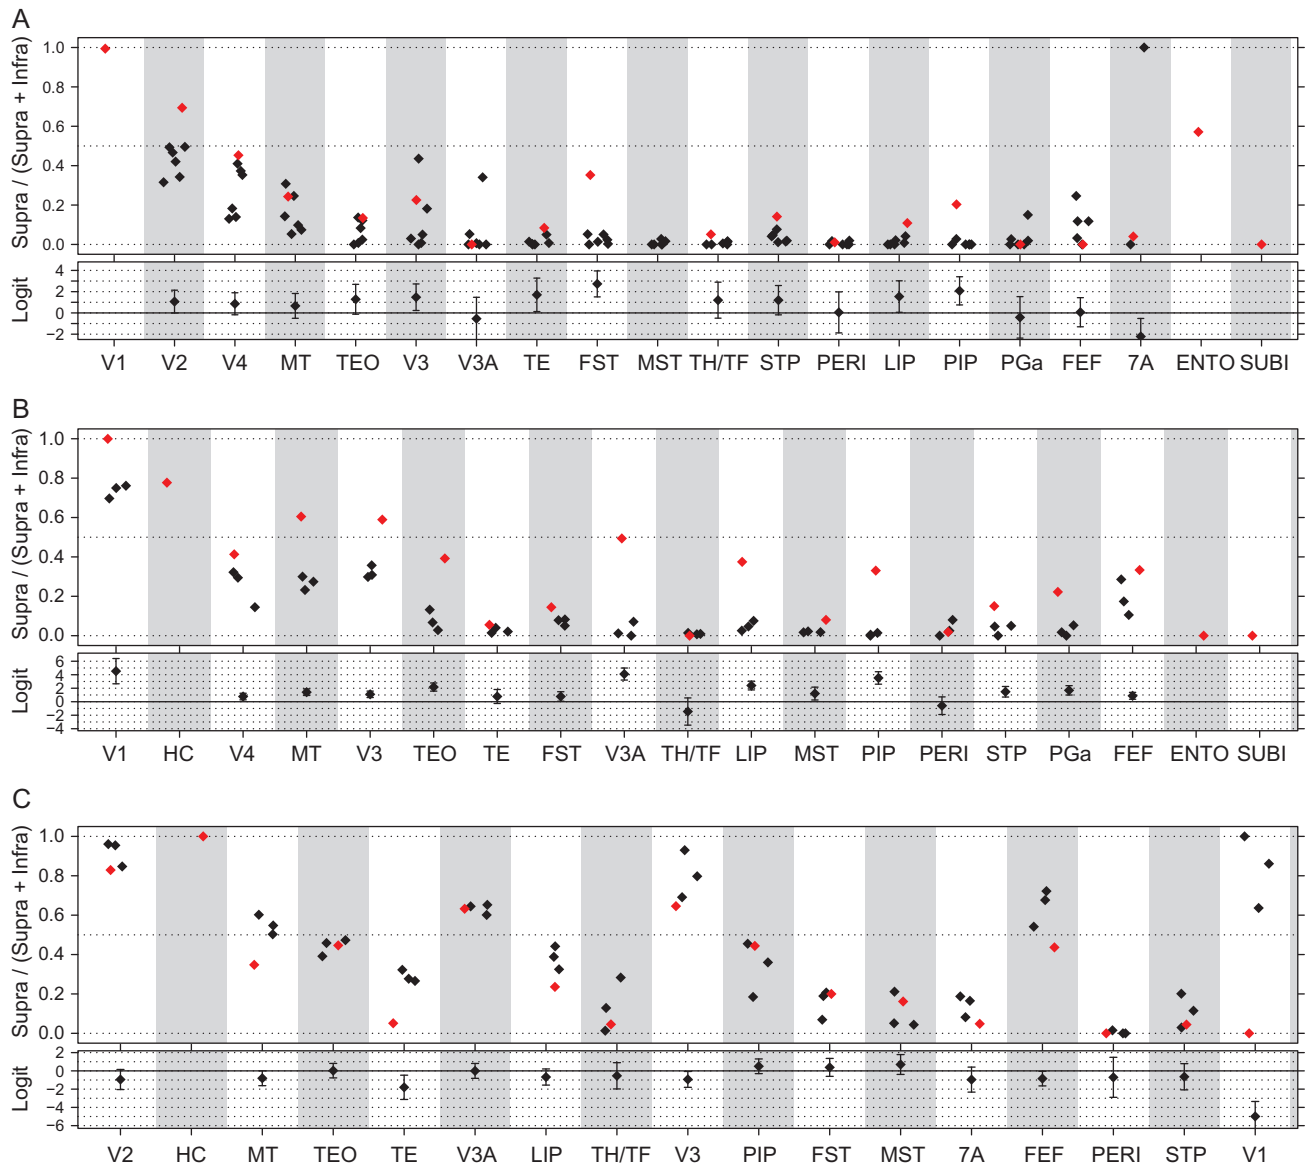 A
Supra / (Supra + Infra)
1.0
0.8
0.6
0.4
0.2
0.0
Logit
4
2
0
−2
V1 V2 V4 MT TEO V3 V3A TE FST MST TH/TF STP PERI LIP PIP PGa FEF 7A ENTO SUBI
B
Supra / (Supra + Infra)
1.0
0.8
0.6
0.4
0.2
0.0
Logit
6
4
2
0
−2
−4
V1 HC V4 MT V3 TEO TE FST V3A TH/TF LIP MST PIP PERI STP PGa FEF ENTO SUBI
C
Supra / (Supra + Infra)
1.0
0.8
0.6
0.4
0.2
0.0
Logit
2
0
−2
−4
−6
V2 HC MT TEO TE V3A LIP TH/TF V3 PIP FST MST 7A FEF PERI STP V1